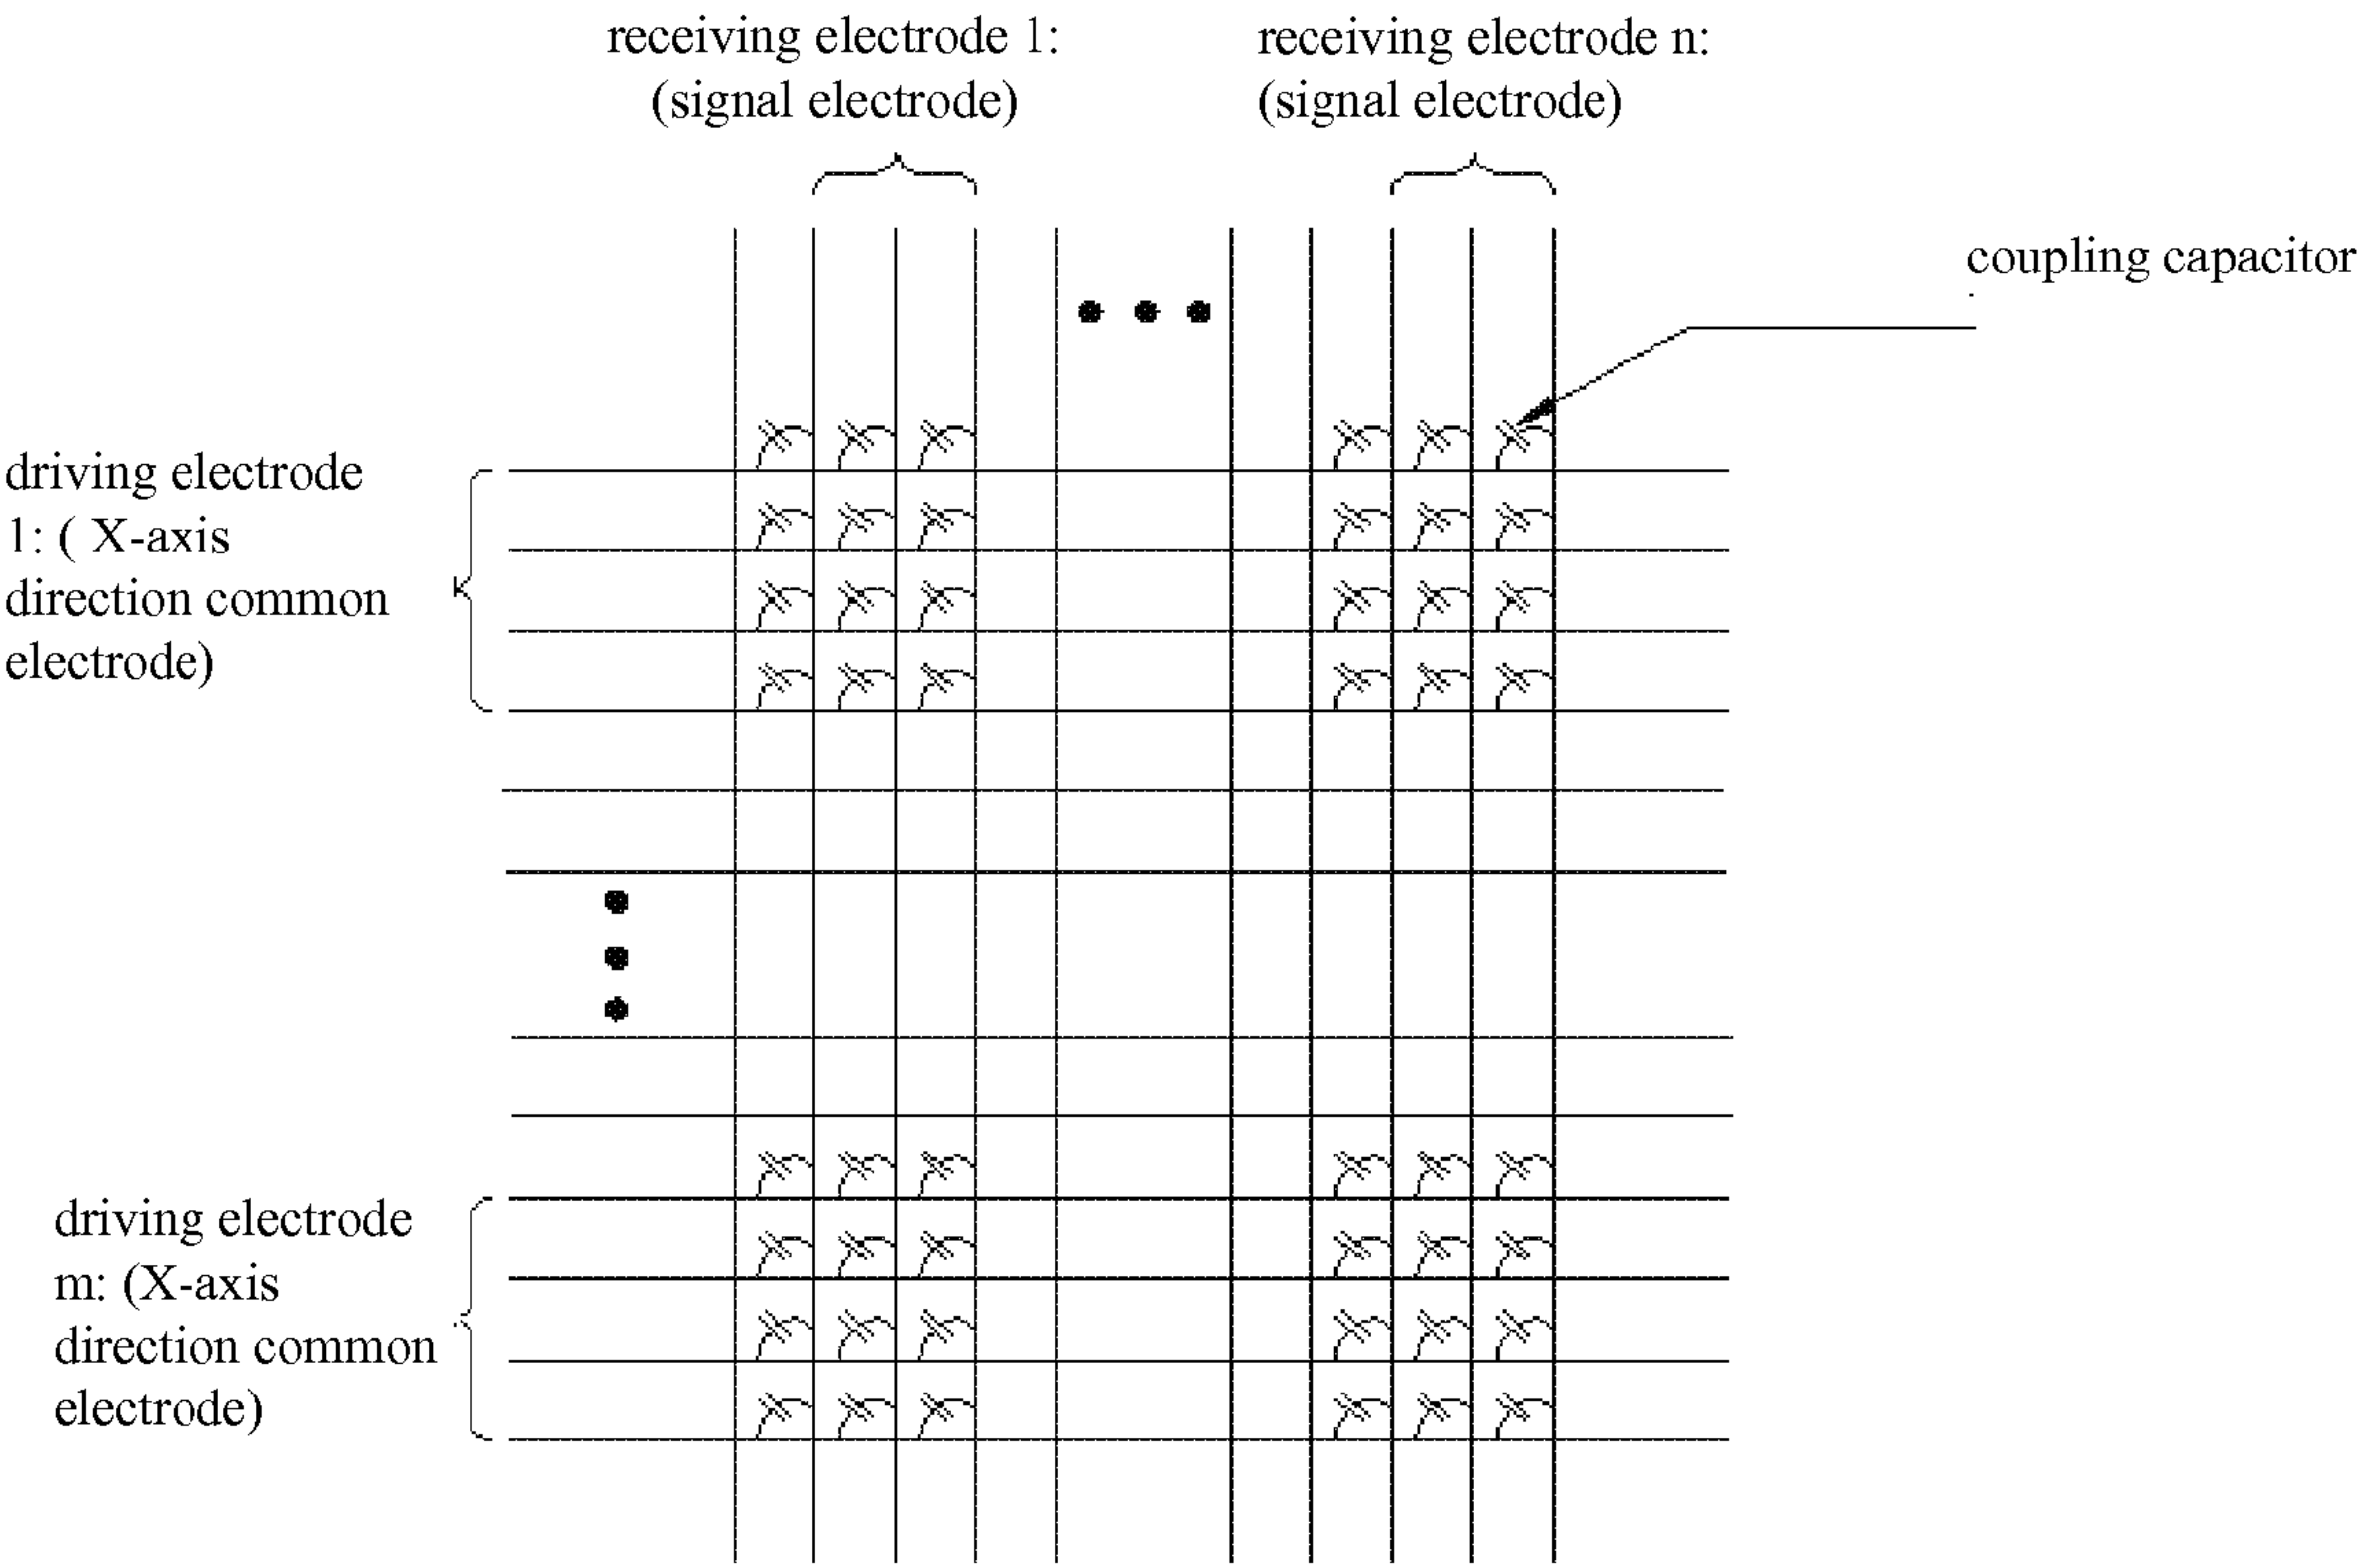 receiving electrode 1:
(signal electrode)
receiving electrode n:
(signal electrode)
coupling capacitor
driving electrode
1: ( X-axis
direction common
electrode)
driving electrode
m: (X-axis
direction common
electrode)